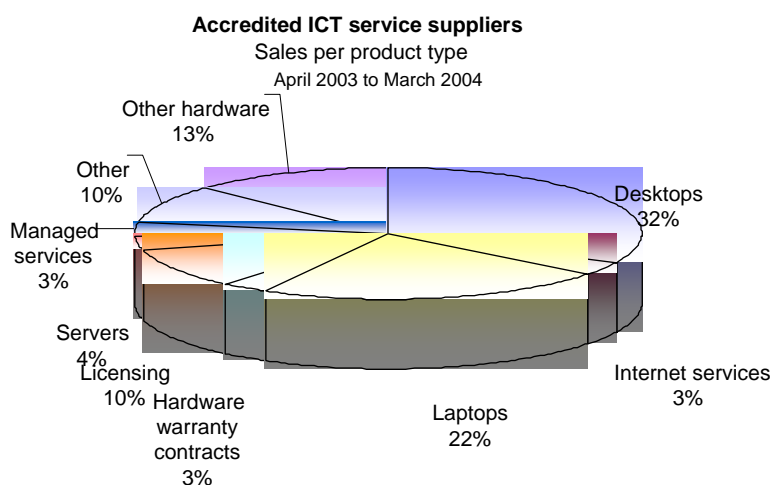 Accredited ICT service suppliers
Sales per product type
April 2003 to March 2004
Other hardware
13%
Other
10%
Desktops
32%
Managed
services
3%
Servers
4%
Licensing
10%
Hardware
warranty
contracts
3%
Laptops
22%
Internet services
3%